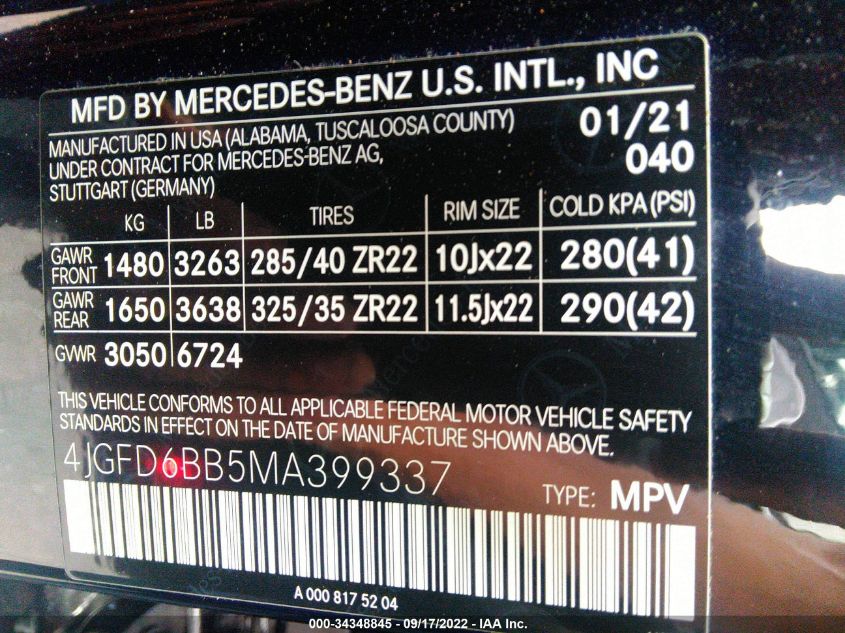 MFD BY MERCEDES-BENZ U.S. INTL., INC
MANUFACTURED IN USA (ALABAMA, TUSCALOOSA COUNTY) 01/21
UNDER CONTRACT FOR MERCEDES-BENZ AG, 040
STUTTGART (GERMANY)
KG LB TIRES RIM SIZE COLD KPA (PSI)
GAWR FRONT 1480 3263 285/40 ZR22 10Jx22 280(41)
GAWR REAR 1650 3638 325/35 ZR22 11.5Jx22 290(42)
GVWR 3050 6724
THIS VEHICLE CONFORMS TO ALL APPLICABLE FEDERAL MOTOR VEHICLE SAFETY
STANDARDS IN EFFECT ON THE DATE OF MANUFACTURE SHOWN ABOVE.
4JGFD6BB5MA399337
TYPE: MPV
A 000 817 52 04
000-34348845 - 09/17/2022 - IAA Inc.